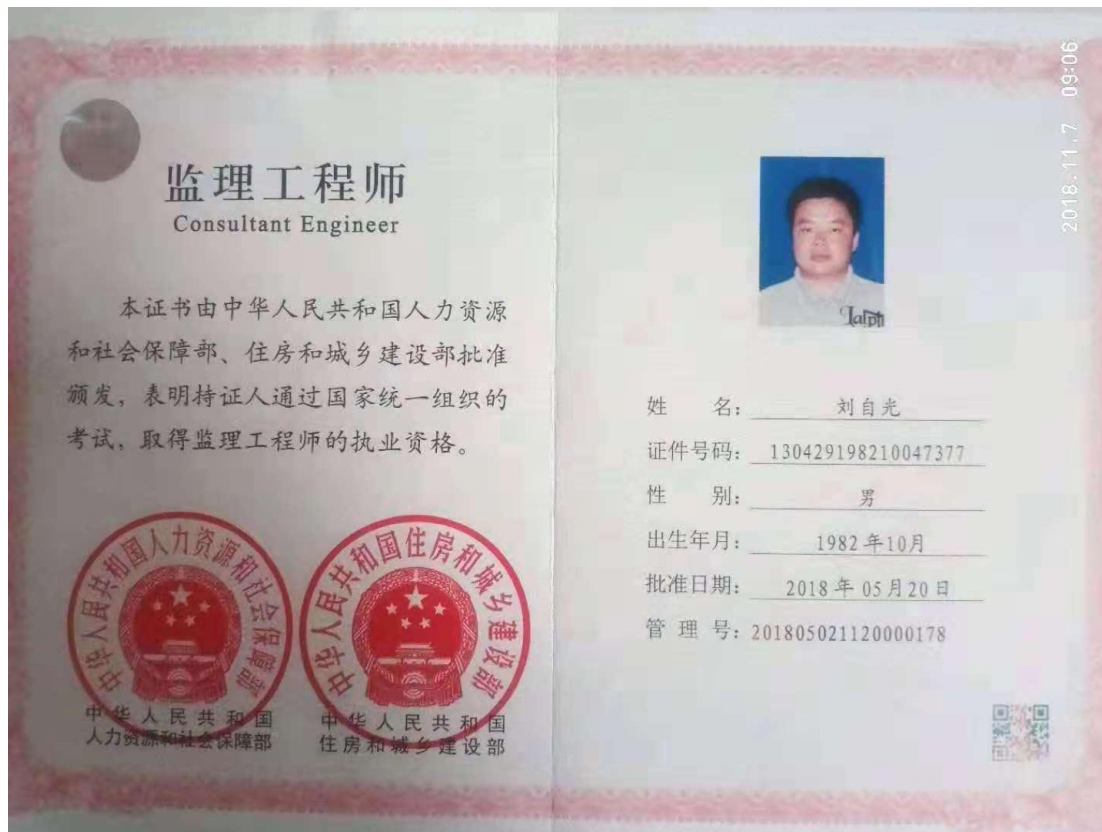 监理工程师
Consultant Engineer
本证书由中华人民共和国人力资源
和社会保障部、住房和城乡建设部批准
颁发，表明持证人通过国家统一组织的
考试，取得监理工程师的执业资格。
中华人民共和国人力资源和社会保障部
中华人民共和国住房和城乡建设部
中华人民共和国
人力资源和社会保障部
中华人民共和国
住房和城乡建设部
2018.11.7 09:06
姓 名：刘自光
证件号码：130429198210047377
性 别：男
出生年月：1982年10月
批准日期：2018年05月20日
管 理 号：201805021120000178